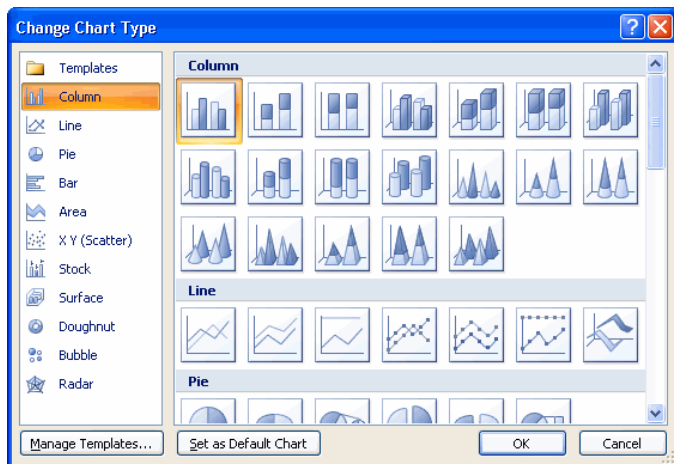 Change Chart Type
?
Templates
Column
Line
Pie
Bar
Area
X Y (Scatter)
Stock
Surface
Doughnut
Bubble
Radar
Column
Line
Pie
Manage Templates...
Set as Default Chart
OK
Cancel